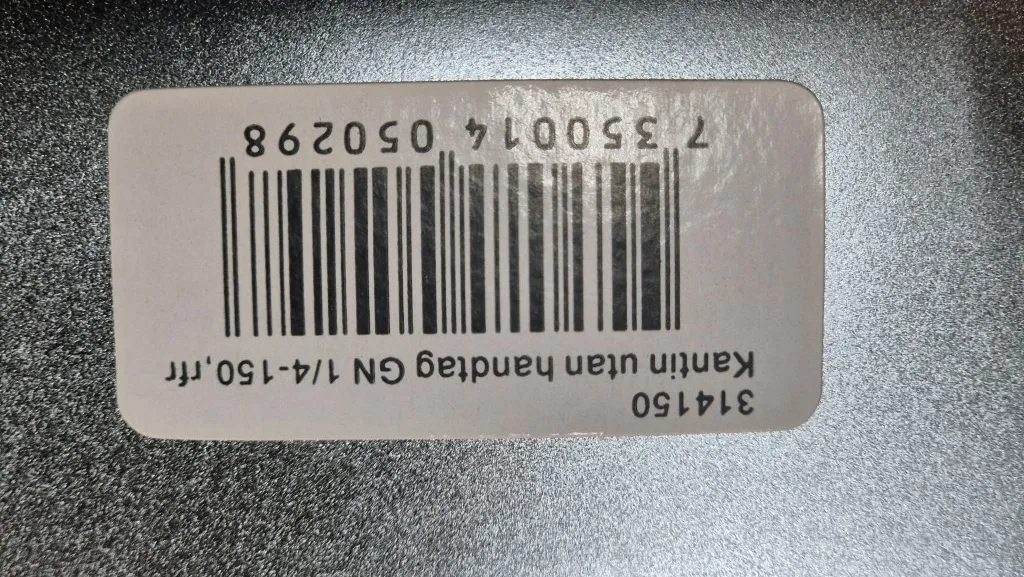 314150
Kantin utan handtag GN 1/4-150,rfr
7 350014 050298